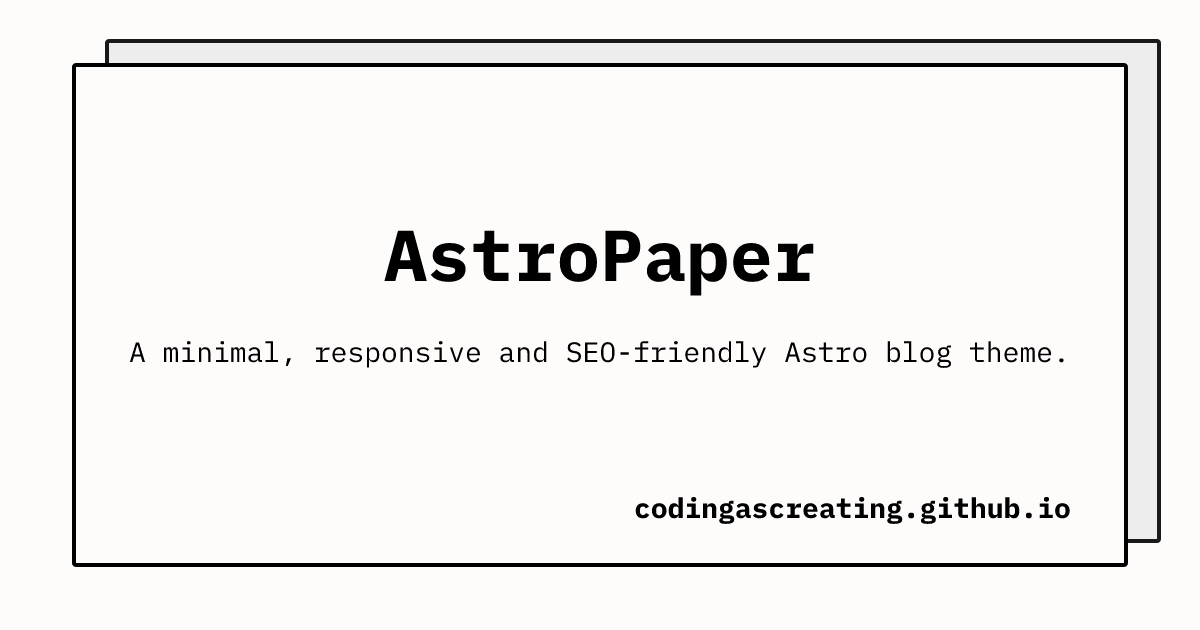 AstroPaper
A minimal, responsive and SEO-friendly Astro blog theme.
codingascreating.github.io